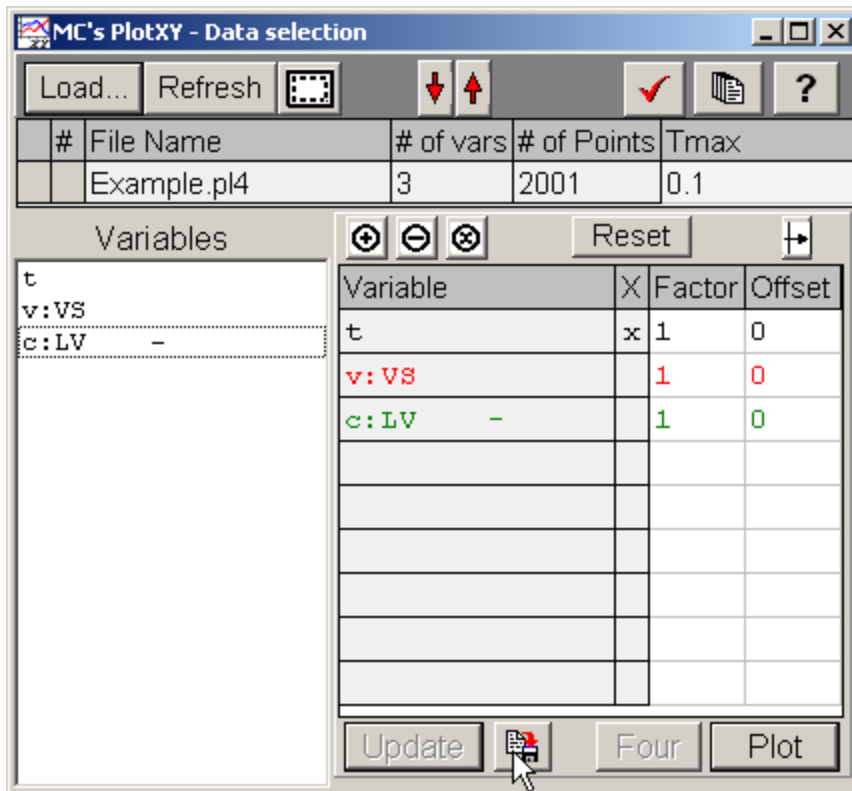 MC's PlotXY - Data selection
Load... Refresh ?
# File Name # of vars # of Points Tmax
Example.pl4 3 2001 0.1
Variables
t
v:VS
c:LV -
Reset
Variable X Factor Offset
t x 1 0
v:VS 1 0
c:LV - 1 0
Update Four Plot